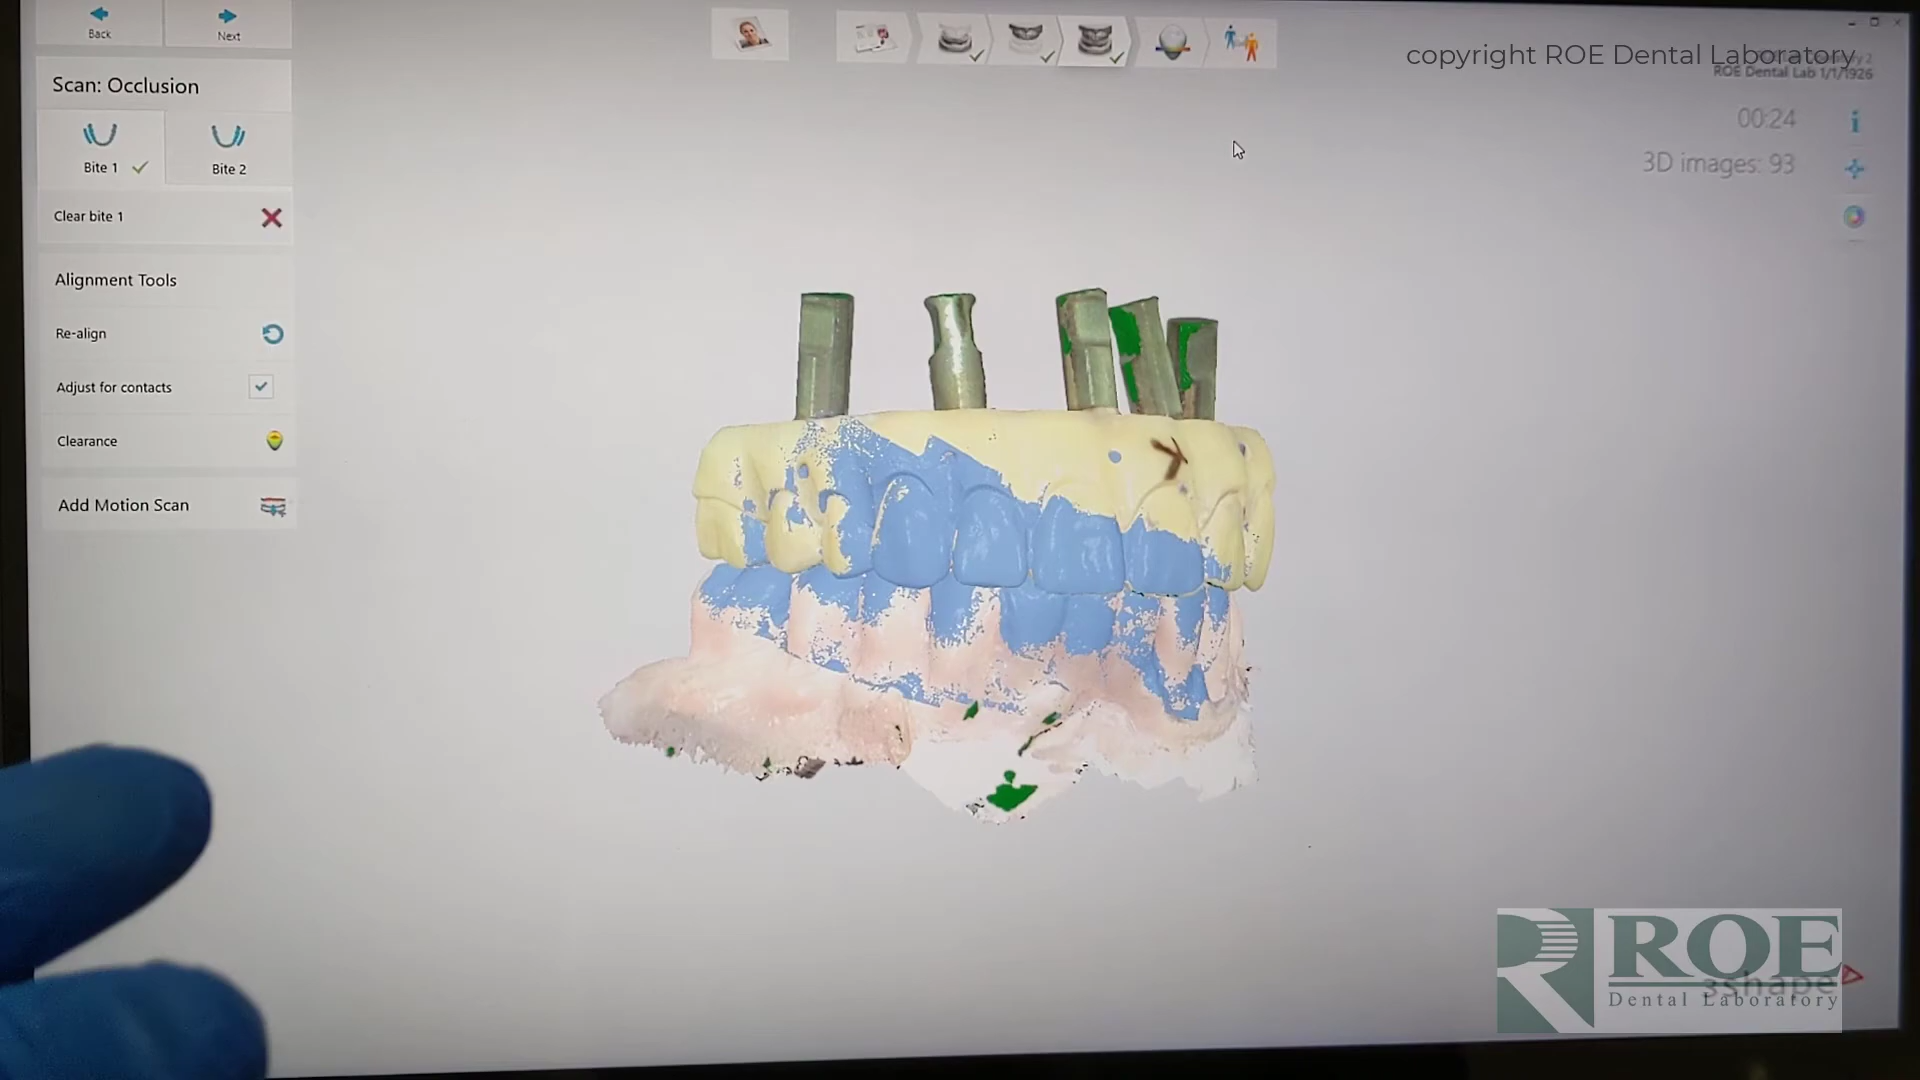 Back
Next
copyright ROE Dental Laboratory
ROE Dental Lab 1/1/1926
Scan: Occlusion
00:24
3D images: 93
Bite 1
Bite 2
Clear bite 1
Alignment Tools
Re-align
Adjust for contacts
Clearance
Add Motion Scan
ROE
3shape
Dental Laboratory